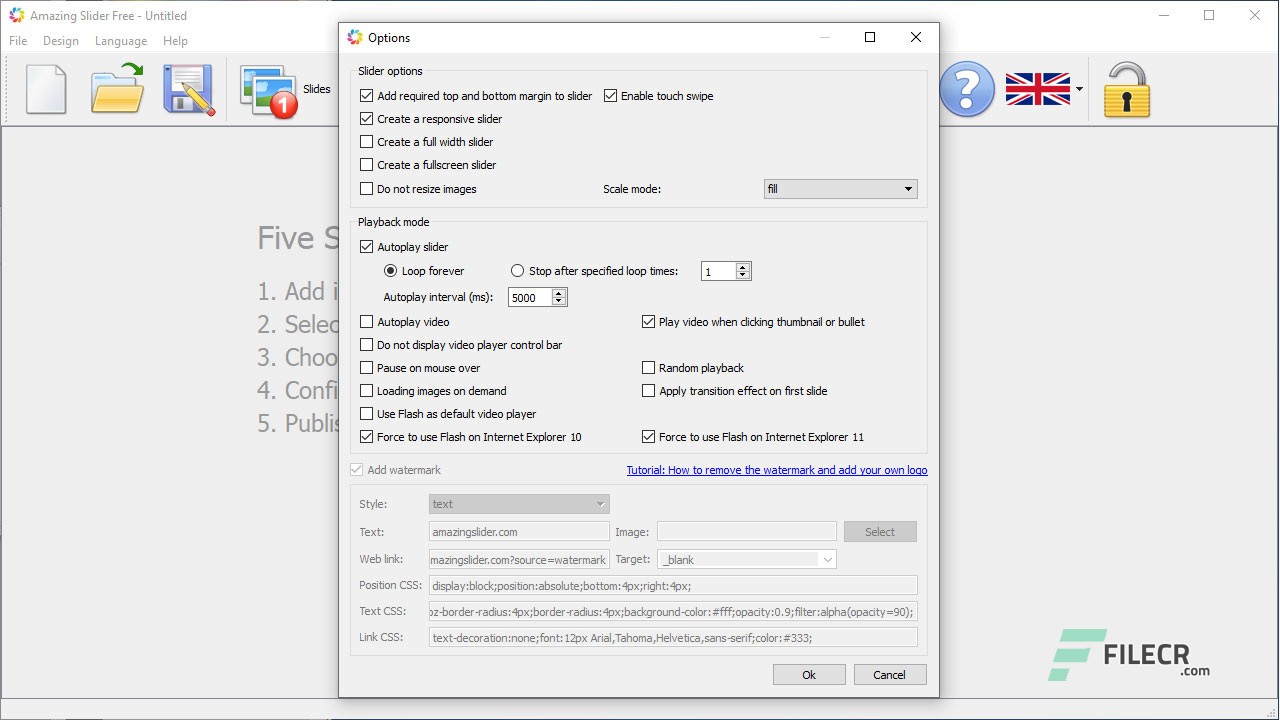 Amazing Slider Free - Untitled
File Design Language Help
1 Slides
?
Five S
1. Add i
2. Selec
3. Choo
4. Confi
5. Publis
Options
Slider options
Add required top and bottom margin to slider Enable touch swipe
Create a responsive slider
Create a full width slider
Create a fullscreen slider
Do not resize images Scale mode: fill
Playback mode
Autoplay slider
Loop forever Stop after specified loop times: 1
Autoplay interval (ms): 5000
Autoplay video Play video when clicking thumbnail or bullet
Do not display video player control bar
Pause on mouse over Random playback
Loading images on demand Apply transition effect on first slide
Use Flash as default video player
Force to use Flash on Internet Explorer 10 Force to use Flash on Internet Explorer 11
Add watermark Tutorial: How to remove the watermark and add your own logo
Style: text
Text: amazingslider.com Image: Select
Web link: mazingslider.com?source=watermark Target: _blank
Position CSS: display:block;position:absolute;bottom:4px;right:4px;
Text CSS: oz-border-radius:4px;border-radius:4px;background-color:#fff;opacity:0.9;filter:alpha(opacity=90);
Link CSS: text-decoration:none;font:12px Arial,Tahoma,Helvetica,sans-serif;color:#333;
Ok Cancel
FILECR
.com